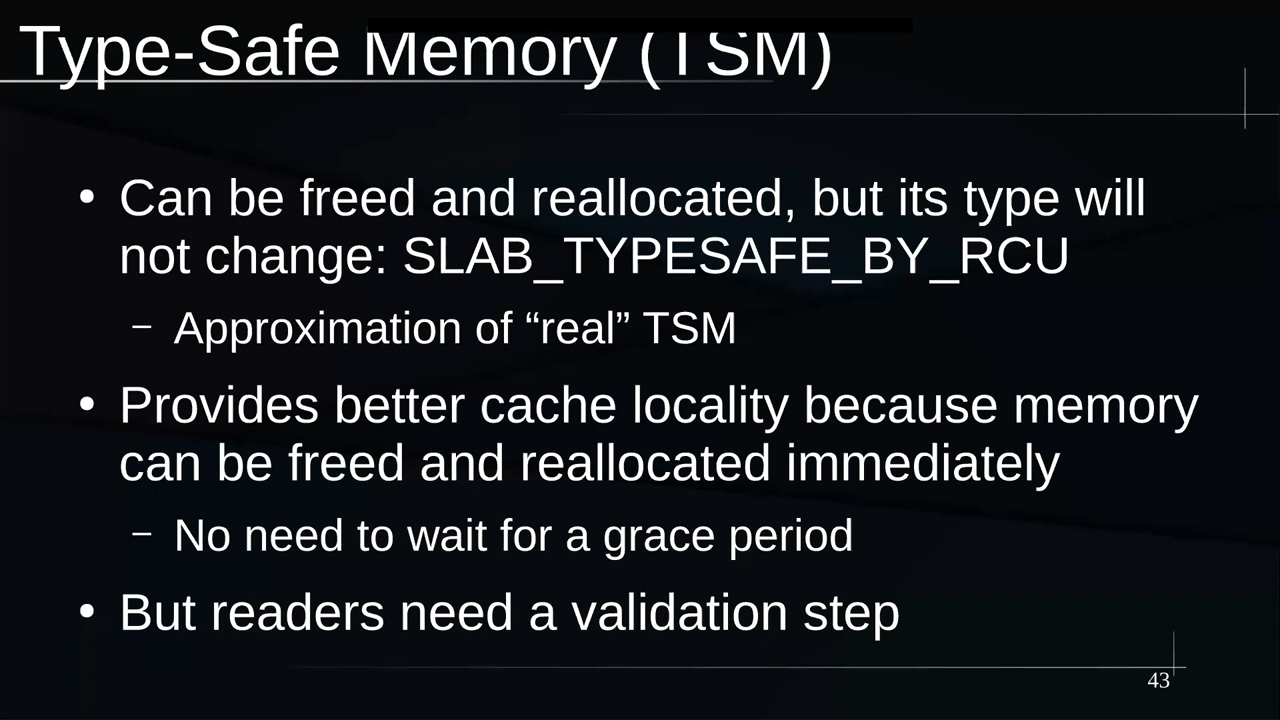 Type-Safe Memory (TSM)
• Can be freed and reallocated, but its type will
not change: SLAB_TYPESAFE_BY_RCU
– Approximation of “real” TSM
• Provides better cache locality because memory
can be freed and reallocated immediately
– No need to wait for a grace period
• But readers need a validation step
43